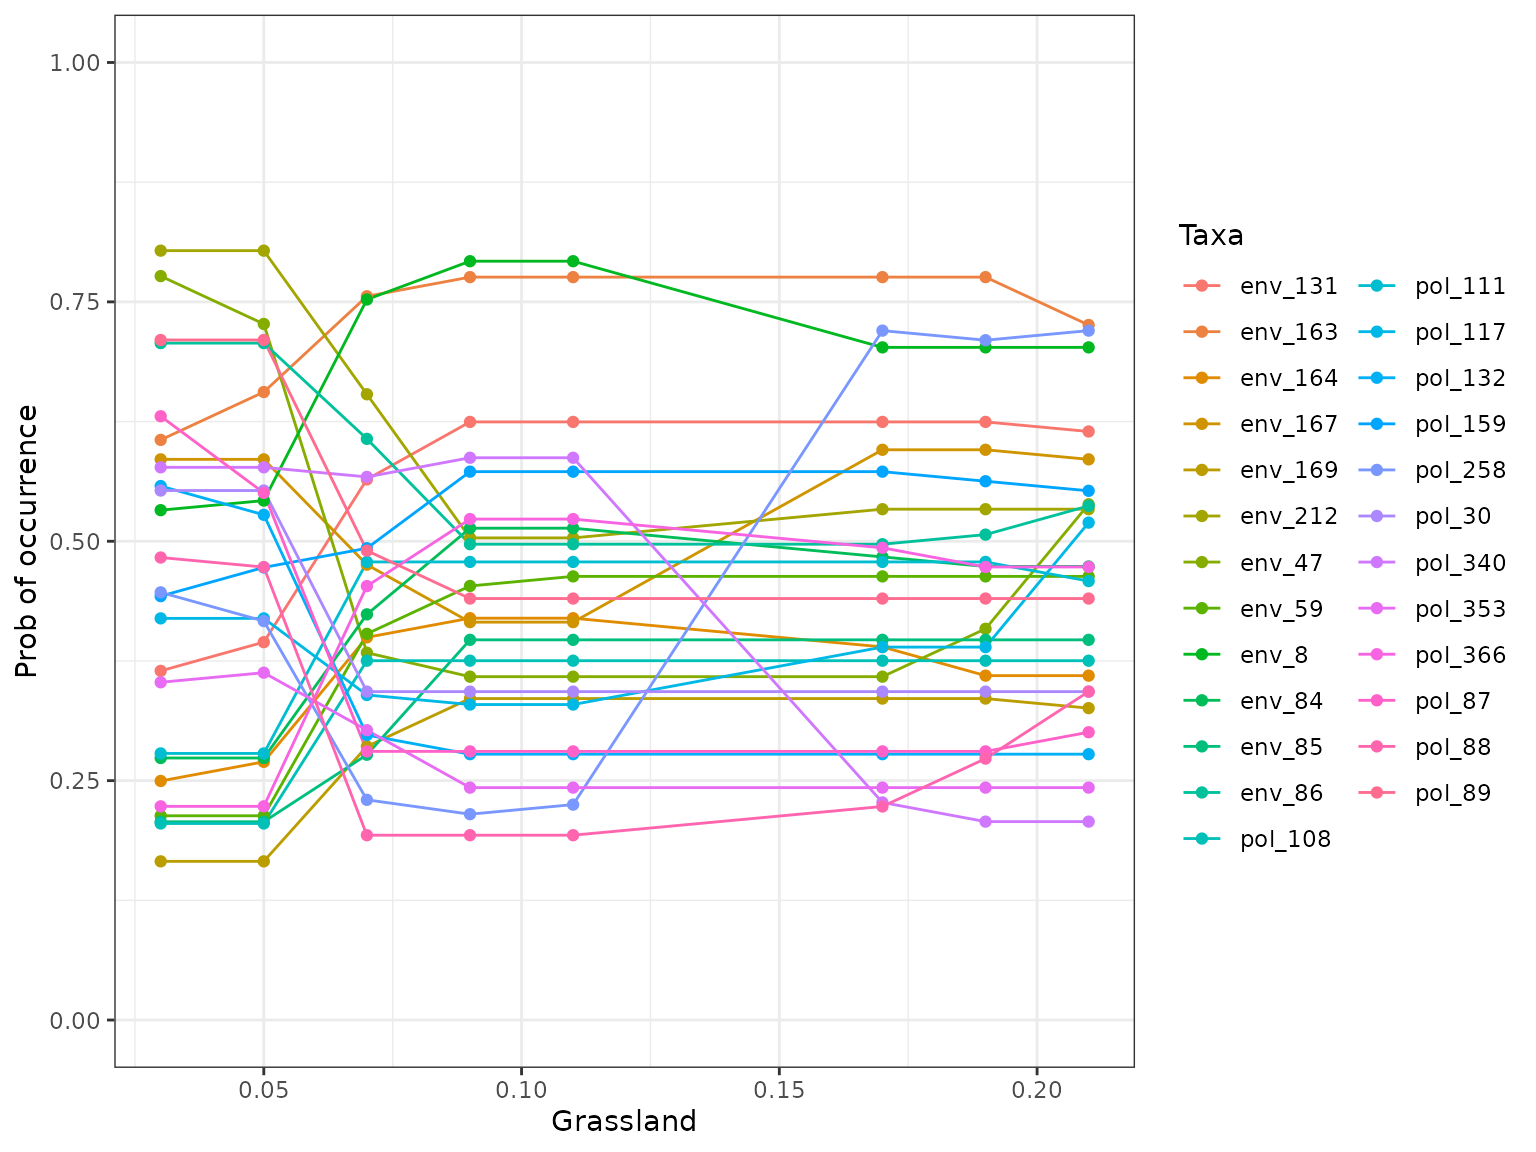 1.00
0.75
0.50
0.25
0.00
Prob of occurrence
0.05 0.10 0.15 0.20
Grassland
Taxa
env_131 pol_111
env_163 pol_117
env_164 pol_132
env_167 pol_159
env_169 pol_258
env_212 pol_30
env_47 pol_340
env_59 pol_353
env_8 pol_366
env_84 pol_87
env_85 pol_88
env_86 pol_89
pol_108